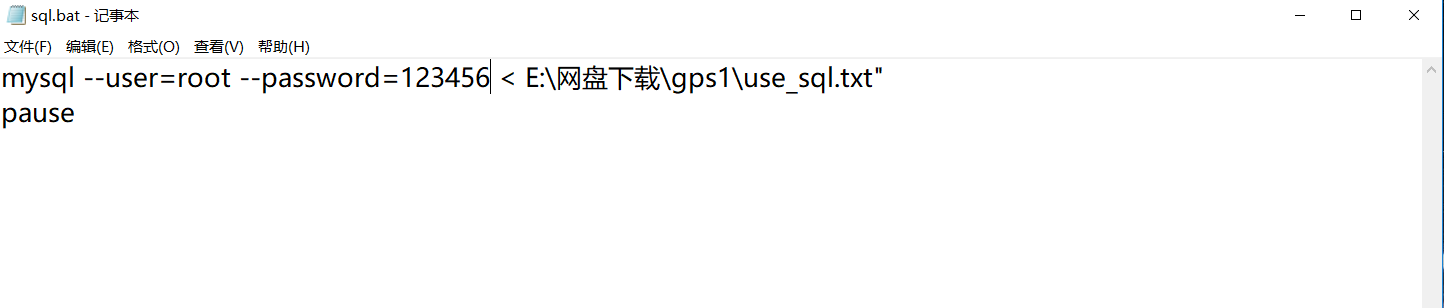 sql.bat - 记事本
文件(F) 编辑(E) 格式(O) 查看(V) 帮助(H)
mysql --user=root --password=123456 < E:\网盘下载\gps1\use_sql.txt"
pause